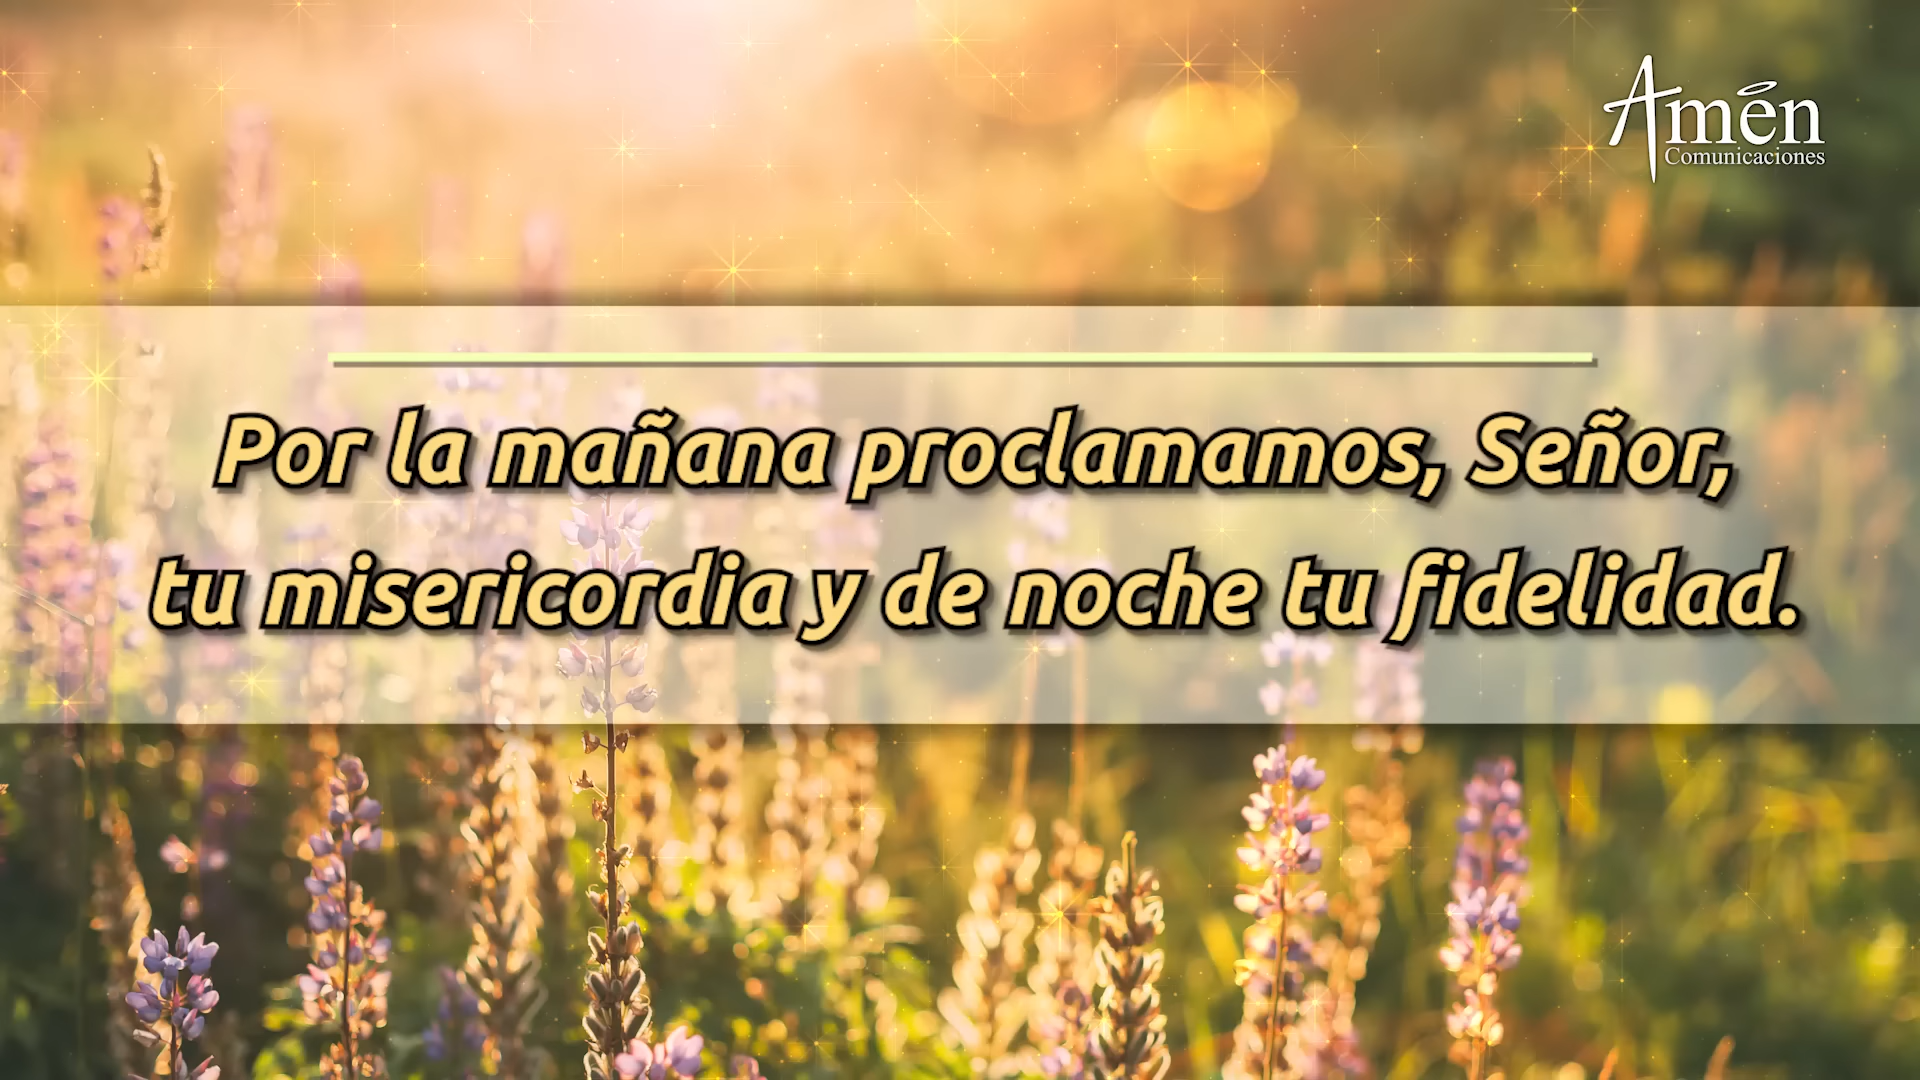 Amén
Comunicaciones
Por la mañana proclamamos, Señor,
tu misericordia y de noche tu fidelidad.